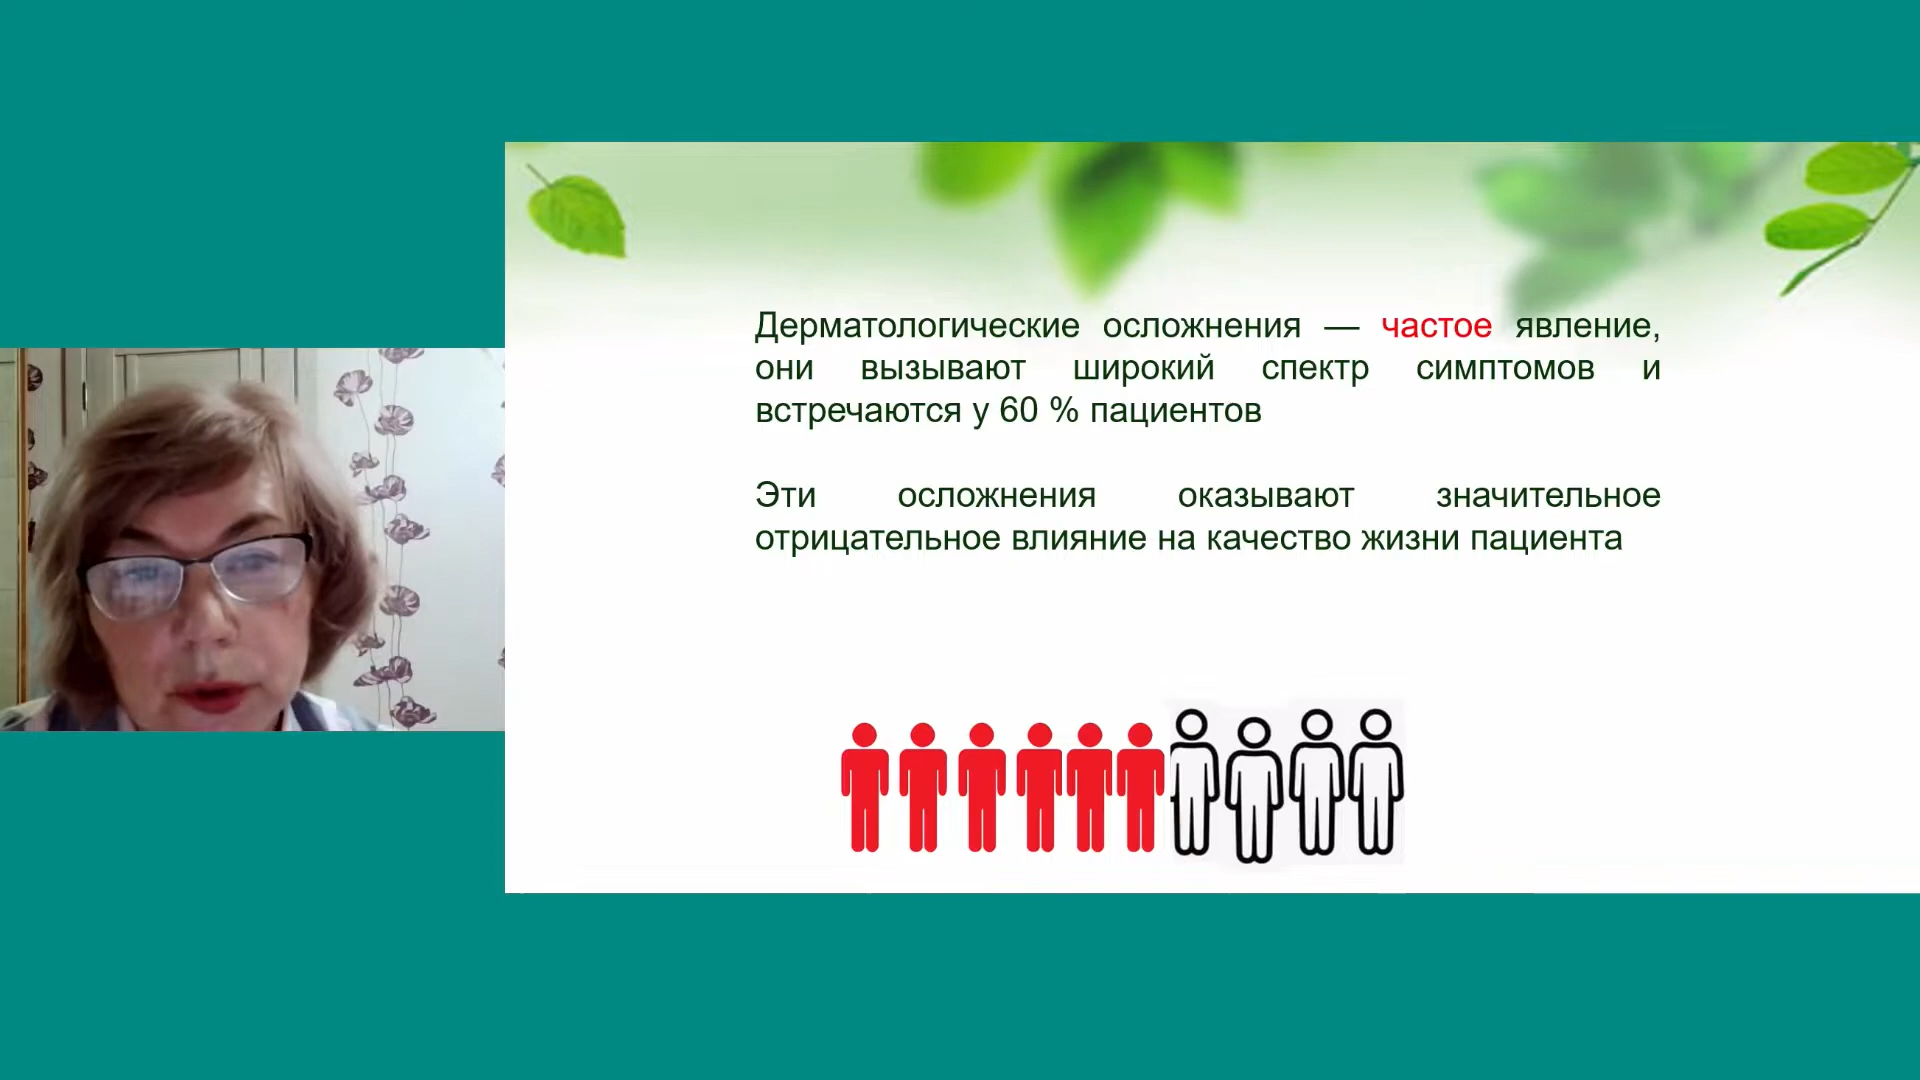 Дерматологические осложнения — частое явление,
они вызывают широкий спектр симптомов и
встречаются у 60 % пациентов
Эти осложнения оказывают значительное
отрицательное влияние на качество жизни пациента